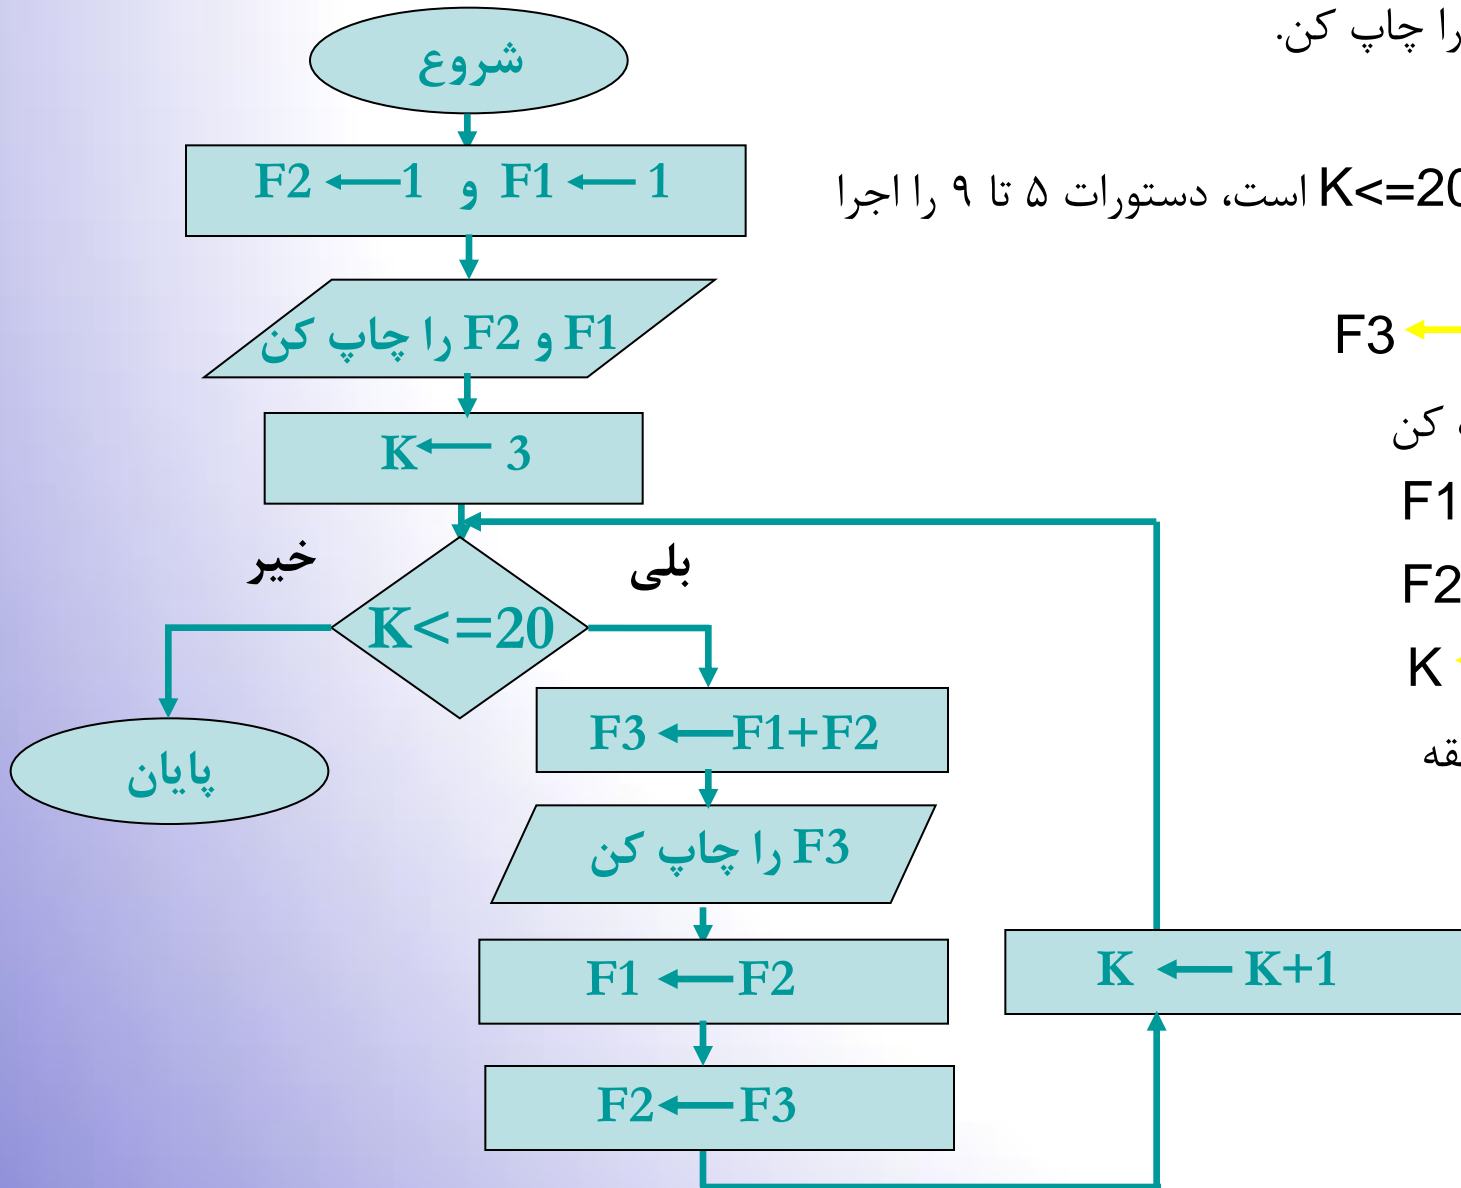 شروع
F1 ← 1 و F2 ← 1
F1 و F2 را چاپ کن
K ← 3
K<=20
خیر
بلی
پایان
F3 ← F1+F2
F3 را چاپ کن
F1 ← F2
F2 ← F3
K ← K+1
را چاپ کن.
K<=20 است، دستورات ۵ تا ۹ را اجرا
F3 ←
کن
F1
F2
K